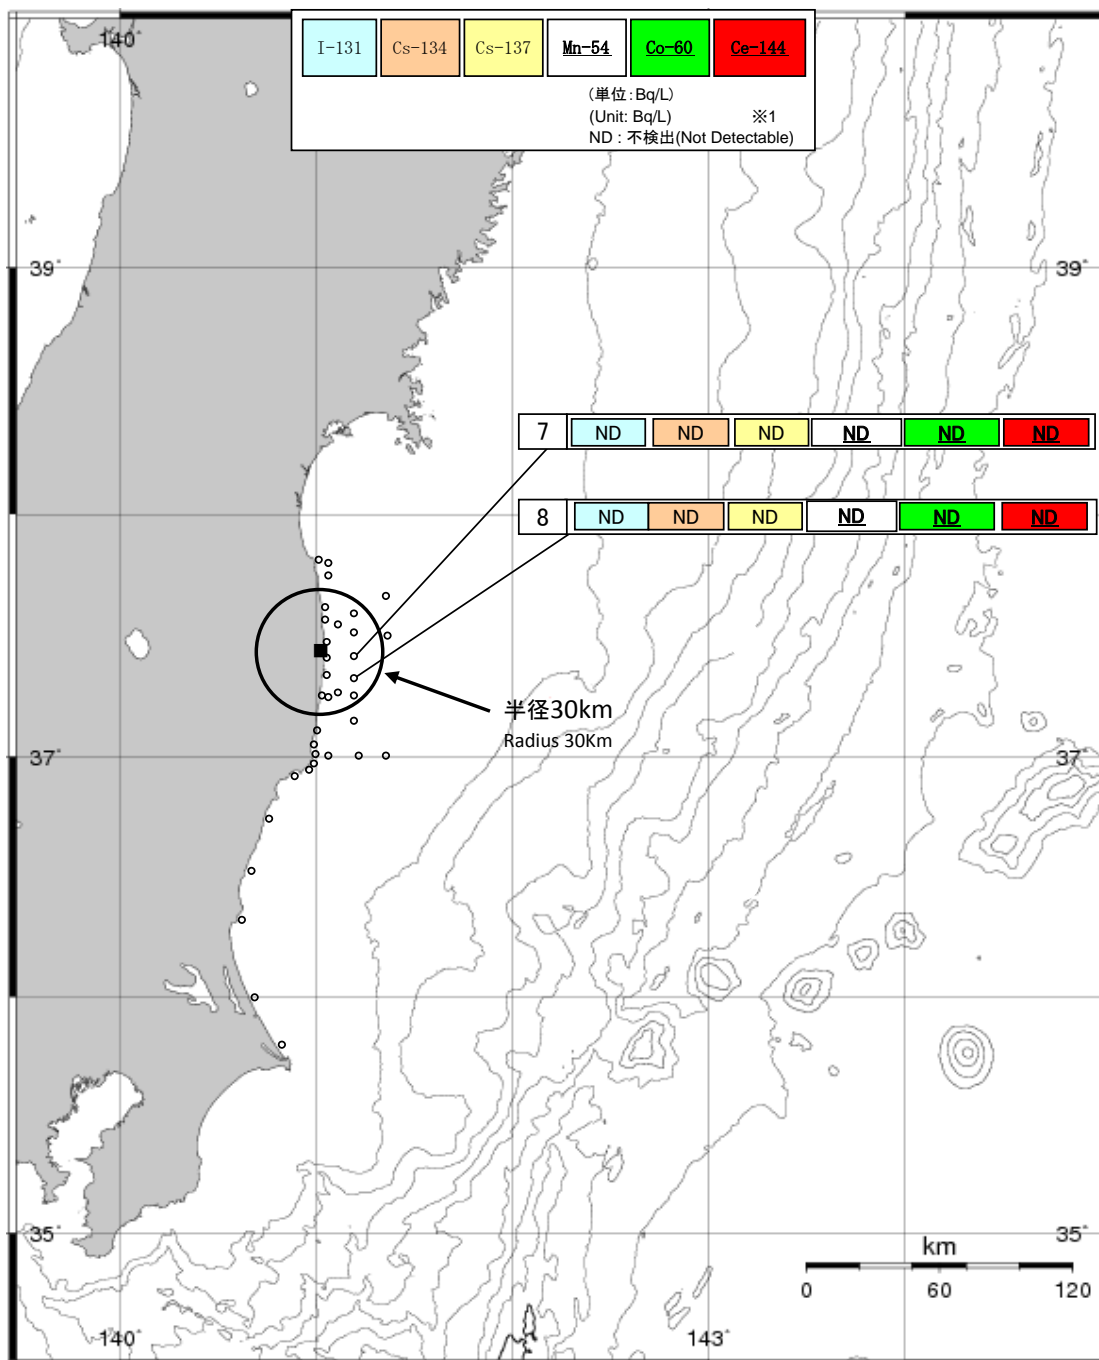 140°
I-131 Cs-134 Cs-137 Mn-54 Co-60 Ce-144
(単位:Bq/L)
(Unit: Bq/L) ※1
ND : 不検出(Not Detectable)
39° 39°
7 ND ND ND ND ND ND
8 ND ND ND ND ND ND
半径30km
Radius 30Km
37° 37°
35° 35°
km
0 60 120
140° 143°